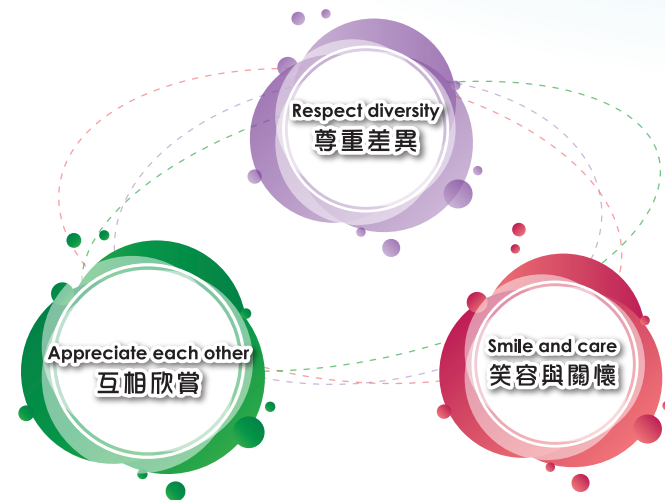 Respect diversity
尊重差異
Appreciate each other
互相欣賞
Smile and care
笑容與關懷